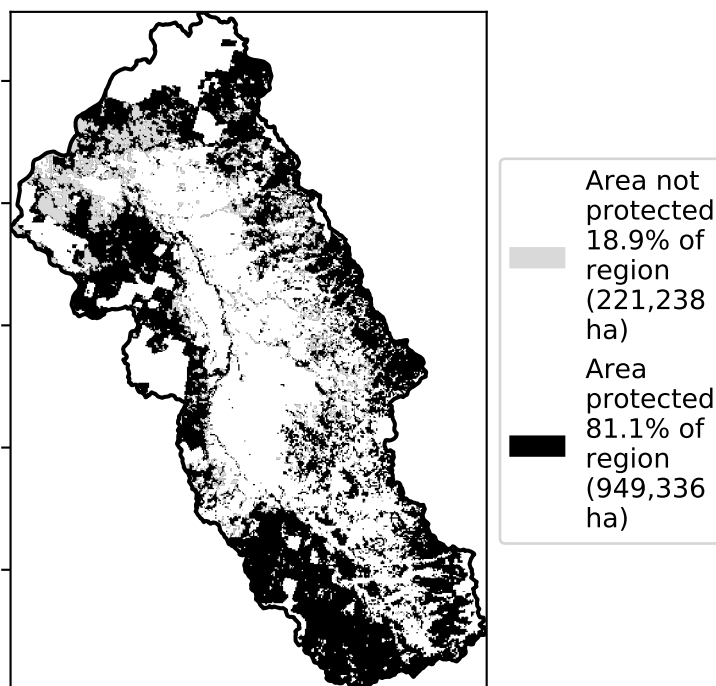 Area not
protected
18.9% of
region
(221,238
ha)
Area
protected
81.1% of
region
(949,336
ha)